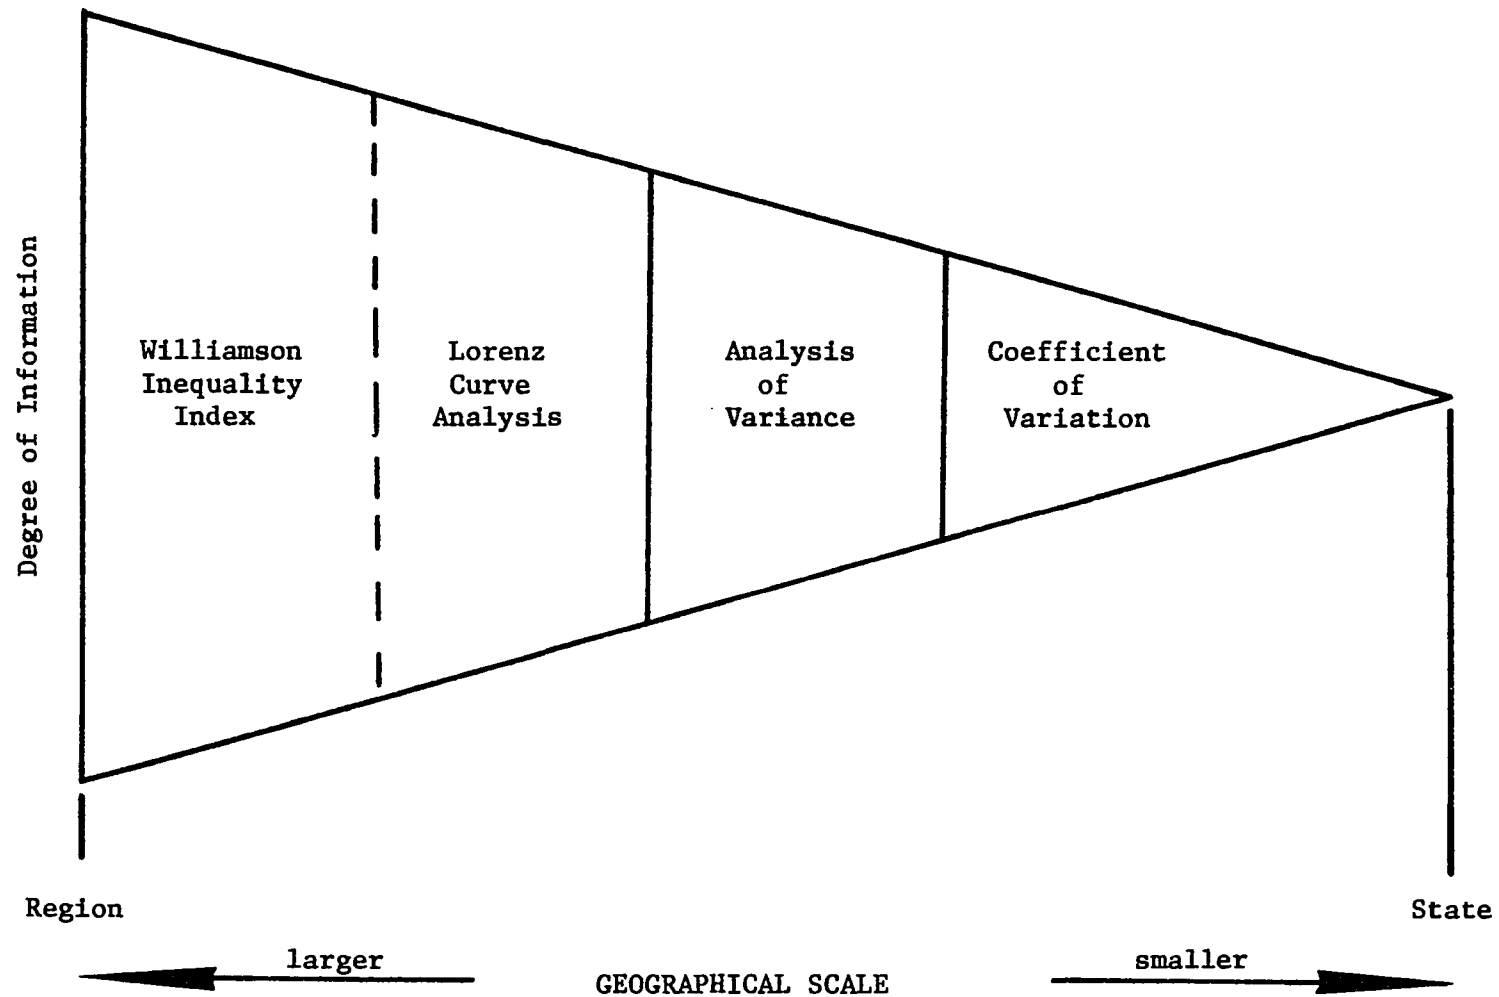 Degree of Information
Williamson
Inequality
Index
Lorenz
Curve
Analysis
Analysis
of
Variance
Coefficient
of
Variation
Region
State
larger
GEOGRAPHICAL SCALE
smaller